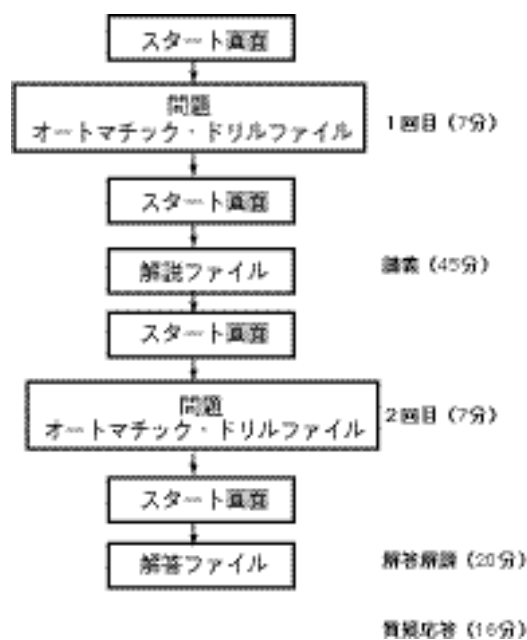 スタート画面
問題
オートマチック・ドリルファイル
1回目（7分）
スタート画面
解説ファイル
講義（45分）
スタート画面
問題
オートマチック・ドリルファイル
2回目（7分）
スタート画面
解答ファイル
解答解説（20分）
質疑応答（16分）